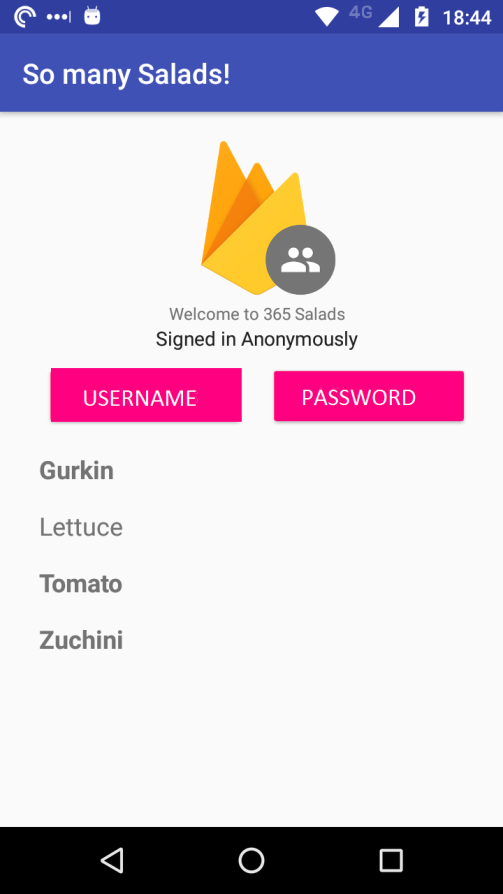 4G 18:44
So many Salads!
Welcome to 365 Salads
Signed in Anonymously
USERNAME PASSWORD
Gurkin
Lettuce
Tomato
Zuchini